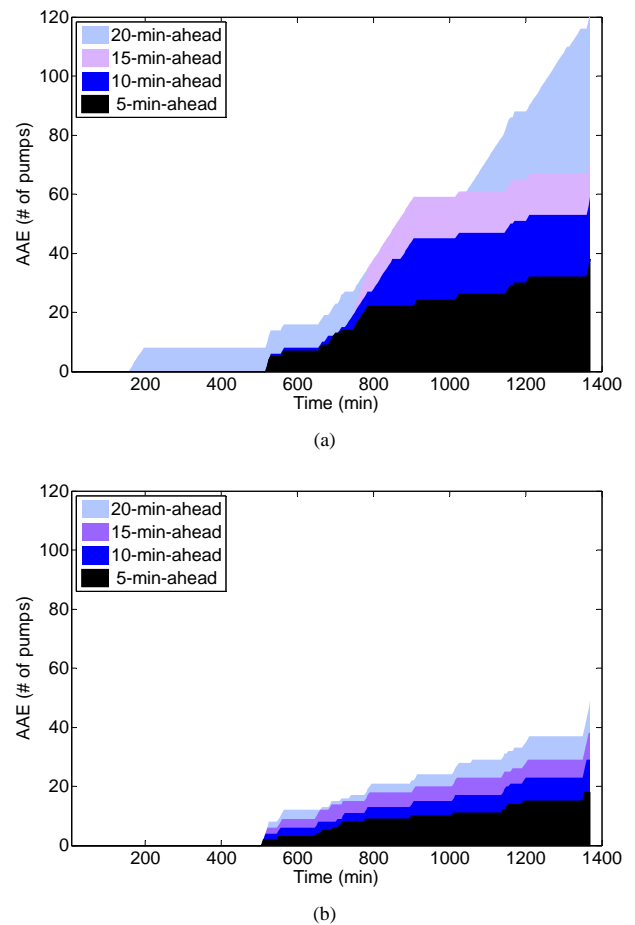 120
100
80
60
40
20
0
AAE (# of pumps)
20-min-ahead
15-min-ahead
10-min-ahead
5-min-ahead
200 400 600 800 1000 1200 1400
Time (min)
(a)
120
100
80
60
40
20
0
AAE (# of pumps)
20-min-ahead
15-min-ahead
10-min-ahead
5-min-ahead
200 400 600 800 1000 1200 1400
Time (min)
(b)